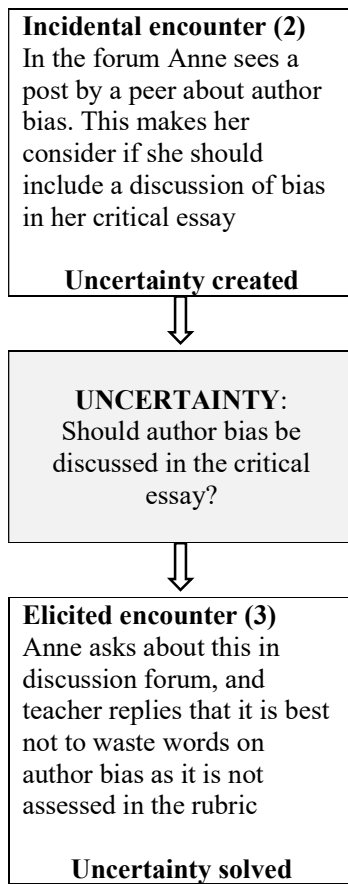 Incidental encounter (2)
In the forum Anne sees a
post by a peer about author
bias. This makes her
consider if she should
include a discussion of bias
in her critical essay
Uncertainty created
UNCERTAINTY:
Should author bias be
discussed in the critical
essay?
Elicited encounter (3)
Anne asks about this in
discussion forum, and
teacher replies that it is best
not to waste words on
author bias as it is not
assessed in the rubric
Uncertainty solved